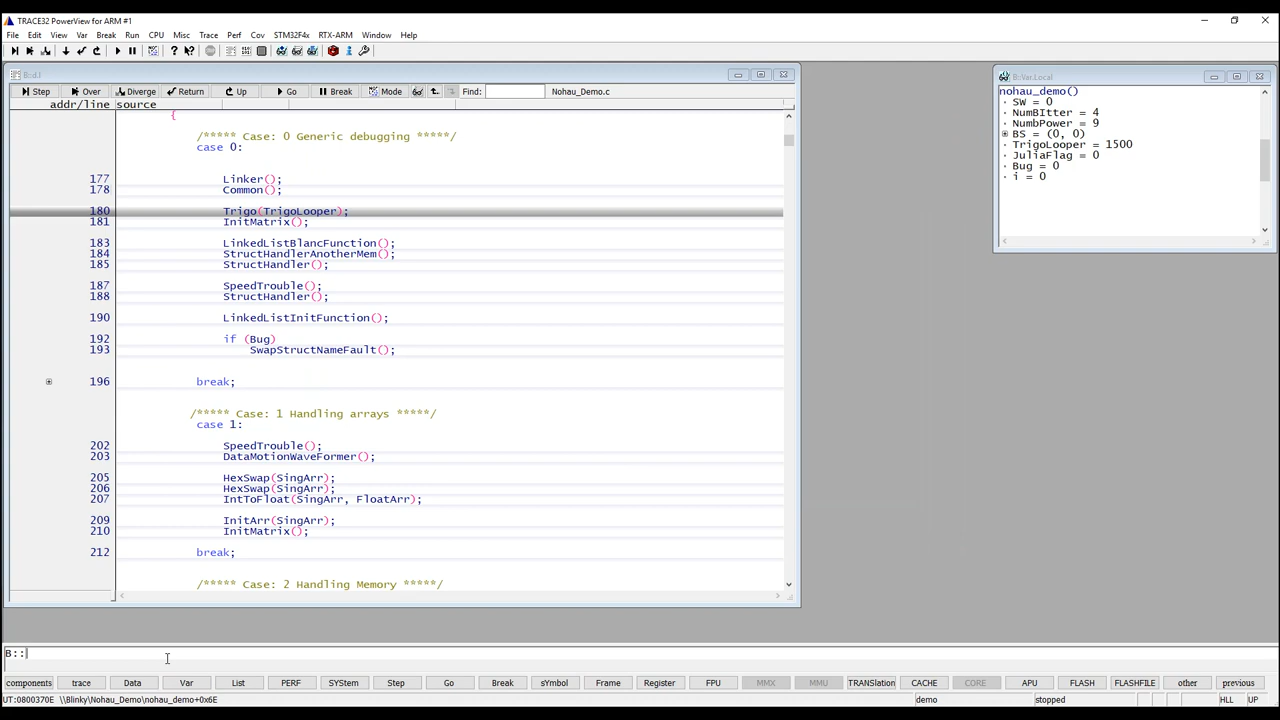 TRACE32 PowerView for ARM #1
File Edit View Var Break Run CPU Misc Trace Perf Cov STM32F4x RTX-ARM Window Help
B::d.l
Step Over Diverge Return Up Go Break Mode Find: Nohau_Demo.c
addr/line source
{
/***** Case: 0 Generic debugging *****/
case 0:
177 Linker();
178 Common();
180 Trigo(TrigoLooper);
181 InitMatrix();
183 LinkedListBlancFunction();
184 StructHandlerAnotherMem();
185 StructHandler();
187 SpeedTrouble();
188 StructHandler();
190 LinkedListInitFunction();
192 if (Bug)
193 SwapStructNameFault();
196 break;
/***** Case: 1 Handling arrays *****/
case 1:
202 SpeedTrouble();
203 DataMotionWaveFormer();
205 HexSwap(SingArr);
206 HexSwap(SingArr);
207 IntToFloat(SingArr, FloatArr);
209 InitArr(SingArr);
210 InitMatrix();
212 break;
/***** Case: 2 Handling Memory *****/
B::Var.Local
nohau_demo()
SW = 0
NumBItter = 4
NumbPower = 9
BS = (0, 0)
TrigoLooper = 1500
JuliaFlag = 0
Bug = 0
i = 0
B::
components trace Data Var List PERF SYStem Step Go Break sYmbol Frame Register FPU MMX MMU TRANSlation CACHE CORE APU FLASH FLASHFILE other previous
UT:0800370E \\Blinky\Nohau_Demo\nohau_demo+0x6E demo stopped HLL UP